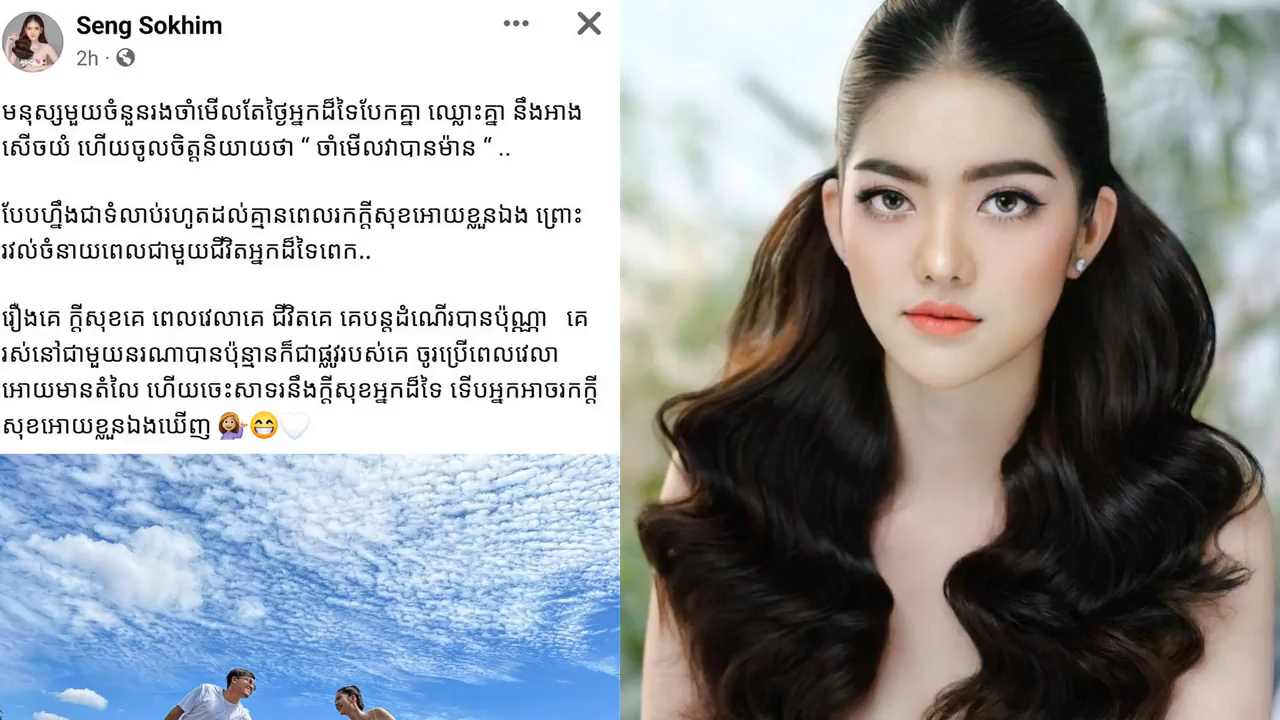 Seng Sokhim
2h ·
មនុស្សមួយចំនួនរងចាំមើលតែថ្ងៃអ្នកដ៏ទៃបែកគ្នា ឈ្លោះគ្នា នឹងអាង
សើចយំ ហើយចូលចិត្តនិយាយថា “ ចាំមើលវាបានម៉ាន “ ..
បែបហ្នឹងជាទំលាប់រហូតដល់គ្មានពេលរកក្តីសុខអោយខ្លួនឯង ព្រោះ
រវល់ចំនាយពេលជាមួយជីវិតអ្នកដ៏ទៃពេក..
រឿងគេ ក្តីសុខគេ ពេលវេលាគេ ជីវិតគេ គេបន្តដំណើរបានប៉ុណ្ណា គេ
រស់នៅជាមួយនរណាបានប៉ុន្មានក៏ជាផ្លូវរបស់គេ ចូរប្រើពេលវេលា
អោយមានតំលៃ ហើយចេះសាទរនឹងក្តីសុខអ្នកដ៏ទៃ ទើបអ្នកអាចរកក្តី
សុខអោយខ្លួនឯងឃើញ 💁🏼‍♀️😁🤍